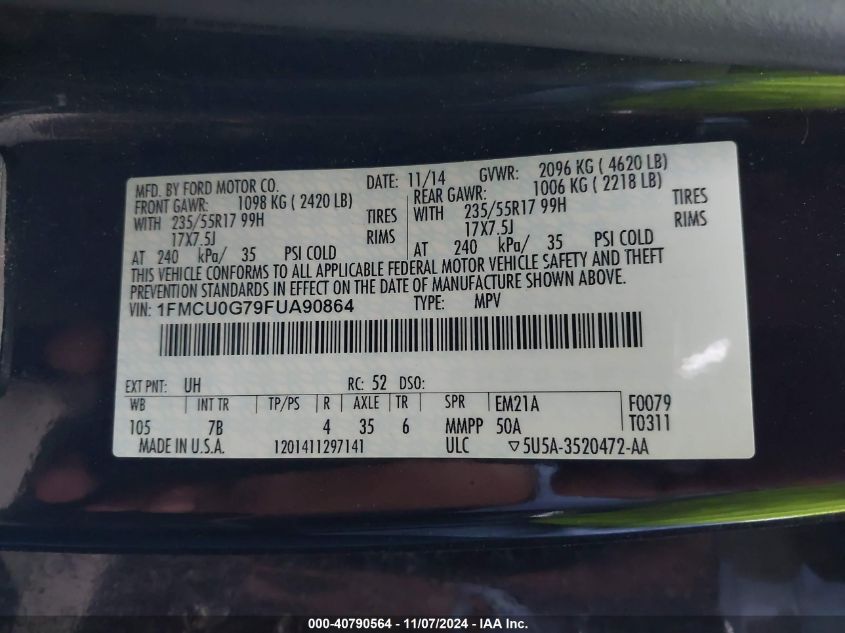 MFD. BY FORD MOTOR CO. DATE: 11/14 GVWR: 2096 KG ( 4620 LB)
FRONT GAWR: 1098 KG ( 2420 LB) REAR GAWR: 1006 KG ( 2218 LB)
WITH 235/55R17 99H TIRES WITH 235/55R17 99H TIRES
17X7.5J RIMS 17X7.5J RIMS
AT 240 kPa/ 35 PSI COLD AT 240 kPa/ 35 PSI COLD
THIS VEHICLE CONFORMS TO ALL APPLICABLE FEDERAL MOTOR VEHICLE SAFETY AND THEFT
PREVENTION STANDARDS IN EFFECT ON THE DATE OF MANUFACTURE SHOWN ABOVE.
VIN: 1FMCU0G79FUA90864 TYPE: MPV
EXT PNT: UH RC: 52 DSO:
WB INT TR TP/PS R AXLE TR SPR EM21A F0079
105 7B 4 35 6 MMPP 50A T0311
MADE IN U.S.A. 1201411297141 ULC ▽5U5A-3520472-AA
000-40790564 - 11/07/2024 - IAA Inc.